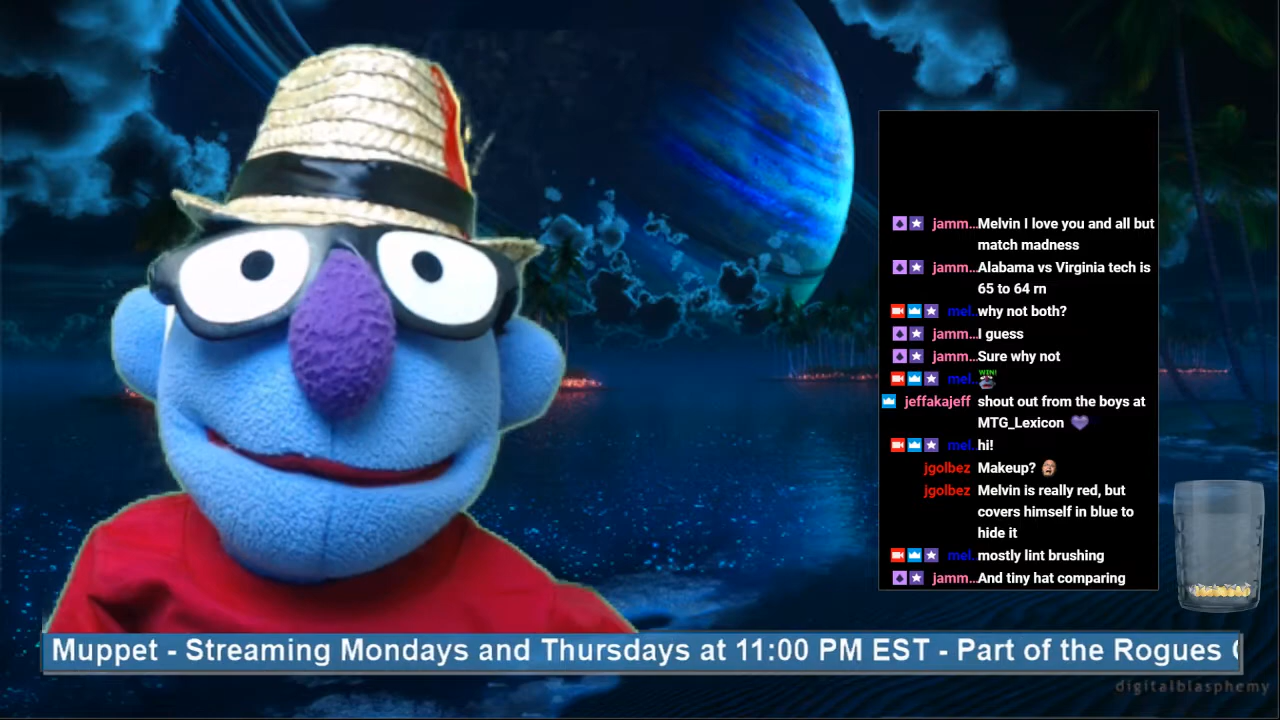 jamm... Melvin I love you and all but
match madness
jamm... Alabama vs Virginia tech is
65 to 64 rn
mel... why not both?
jamm... I guess
jamm... Sure why not
mel... WIN!
jeffakajeff shout out from the boys at
MTG_Lexicon
mel... hi!
jgolbez Makeup?
jgolbez Melvin is really red, but
covers himself in blue to
hide it
mel... mostly lint brushing
jamm... And tiny hat comparing
Muppet - Streaming Mondays and Thursdays at 11:00 PM EST - Part of the Rogues
digitalblasphemy